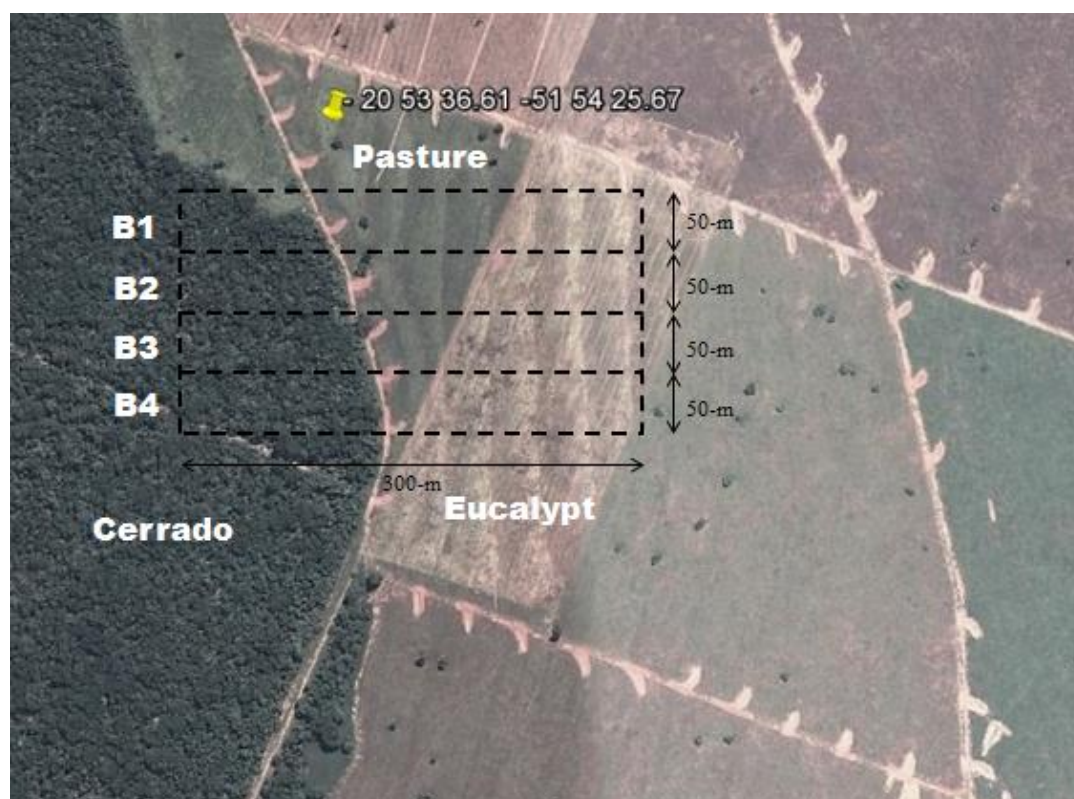 - 20 53 36.61 -51 54 25.67
Pasture
B1
50-m
B2
50-m
B3
50-m
B4
50-m
300-m
Eucalypt
Cerrado